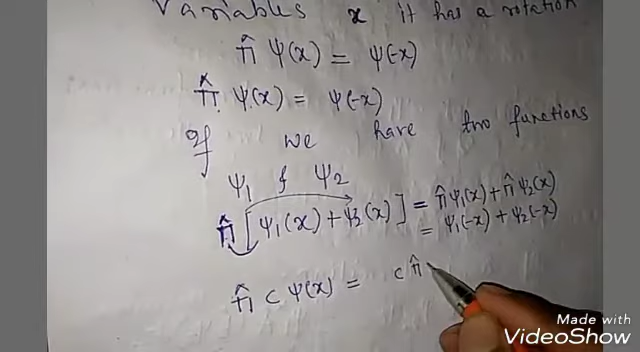 Variables x it has a rotation
π̂ ψ(x) = ψ(-x)
π̂ ψ(x) = ψ(-x)
If we have two functions
ψ₁ & ψ₂
π̂ [ψ₁(x) + ψ₂(x)] = π̂ψ₁(x) + π̂ψ₂(x)
= ψ₁(-x) + ψ₂(-x)
π̂ c ψ(x) = c π̂
Made with
VideoShow